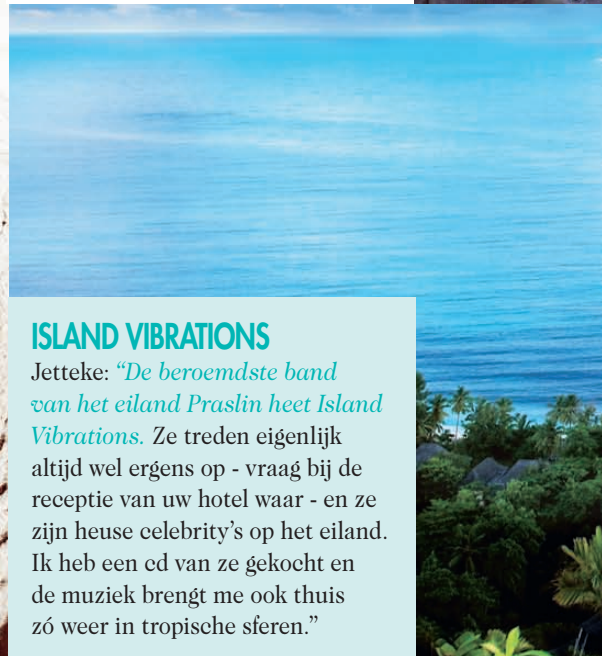 ISLAND VIBRATIONS
Jetteke: “De beroemdste band
van het eiland Praslin heet Island
Vibrations. Ze treden eigenlijk
altijd wel ergens op - vraag bij de
receptie van uw hotel waar - en ze
zijn heuse celebrity’s op het eiland.
Ik heb een cd van ze gekocht en
de muziek brengt me ook thuis
zó weer in tropische sferen.”